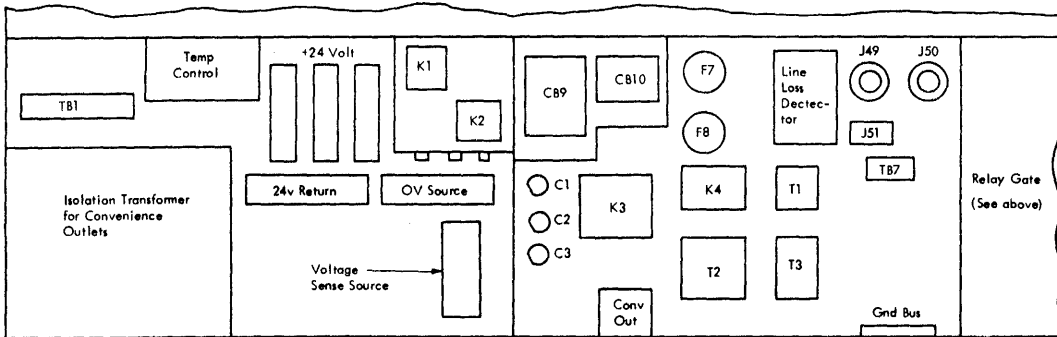 Temp
Control
+24 Volt
K1
K2
TB1
CB9
CB10
F7
F8
Line
Loss
Dectec-
tor
J49
J50
J51
TB7
24v Return
OV Source
C1
C2
C3
K3
K4
T1
T2
T3
Isolation Transformer
for Convenience
Outlets
Voltage
Sense Source
Conv
Out
Gnd Bus
Relay Gate
(See above)